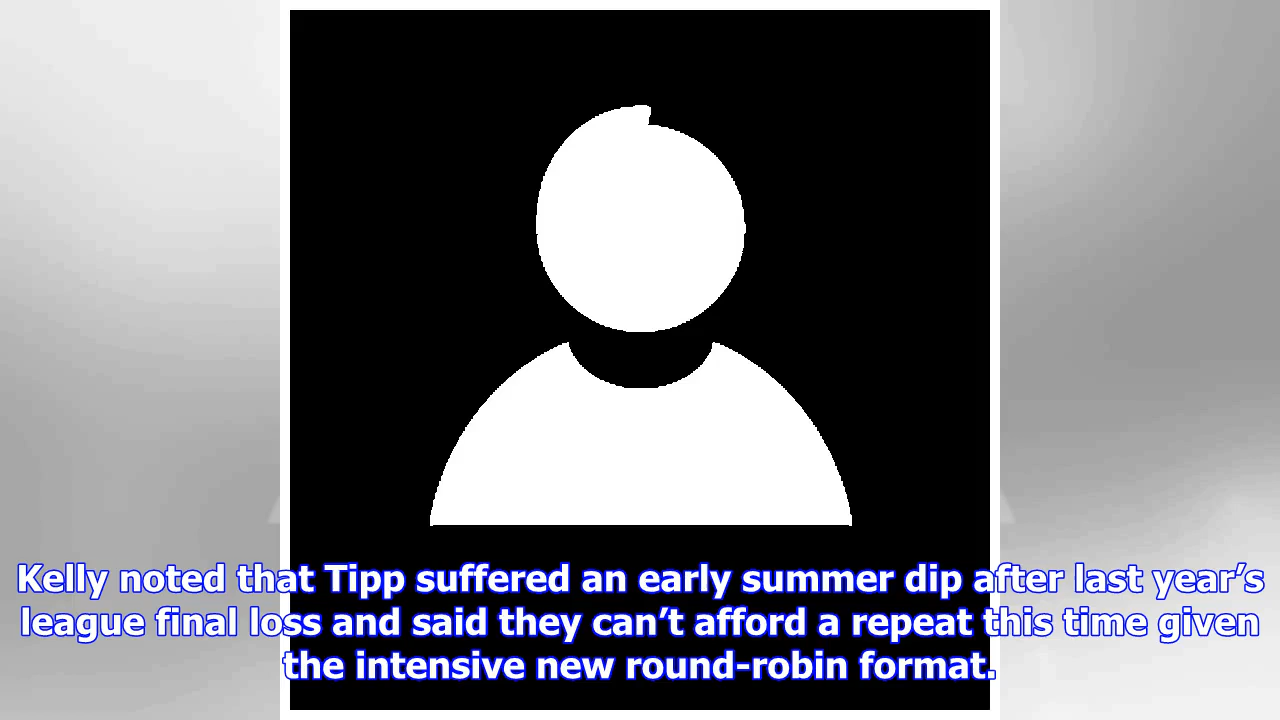 Kelly noted that Tipp suffered an early summer dip after last year’s
league final loss and said they can’t afford a repeat this time given
the intensive new round-robin format.